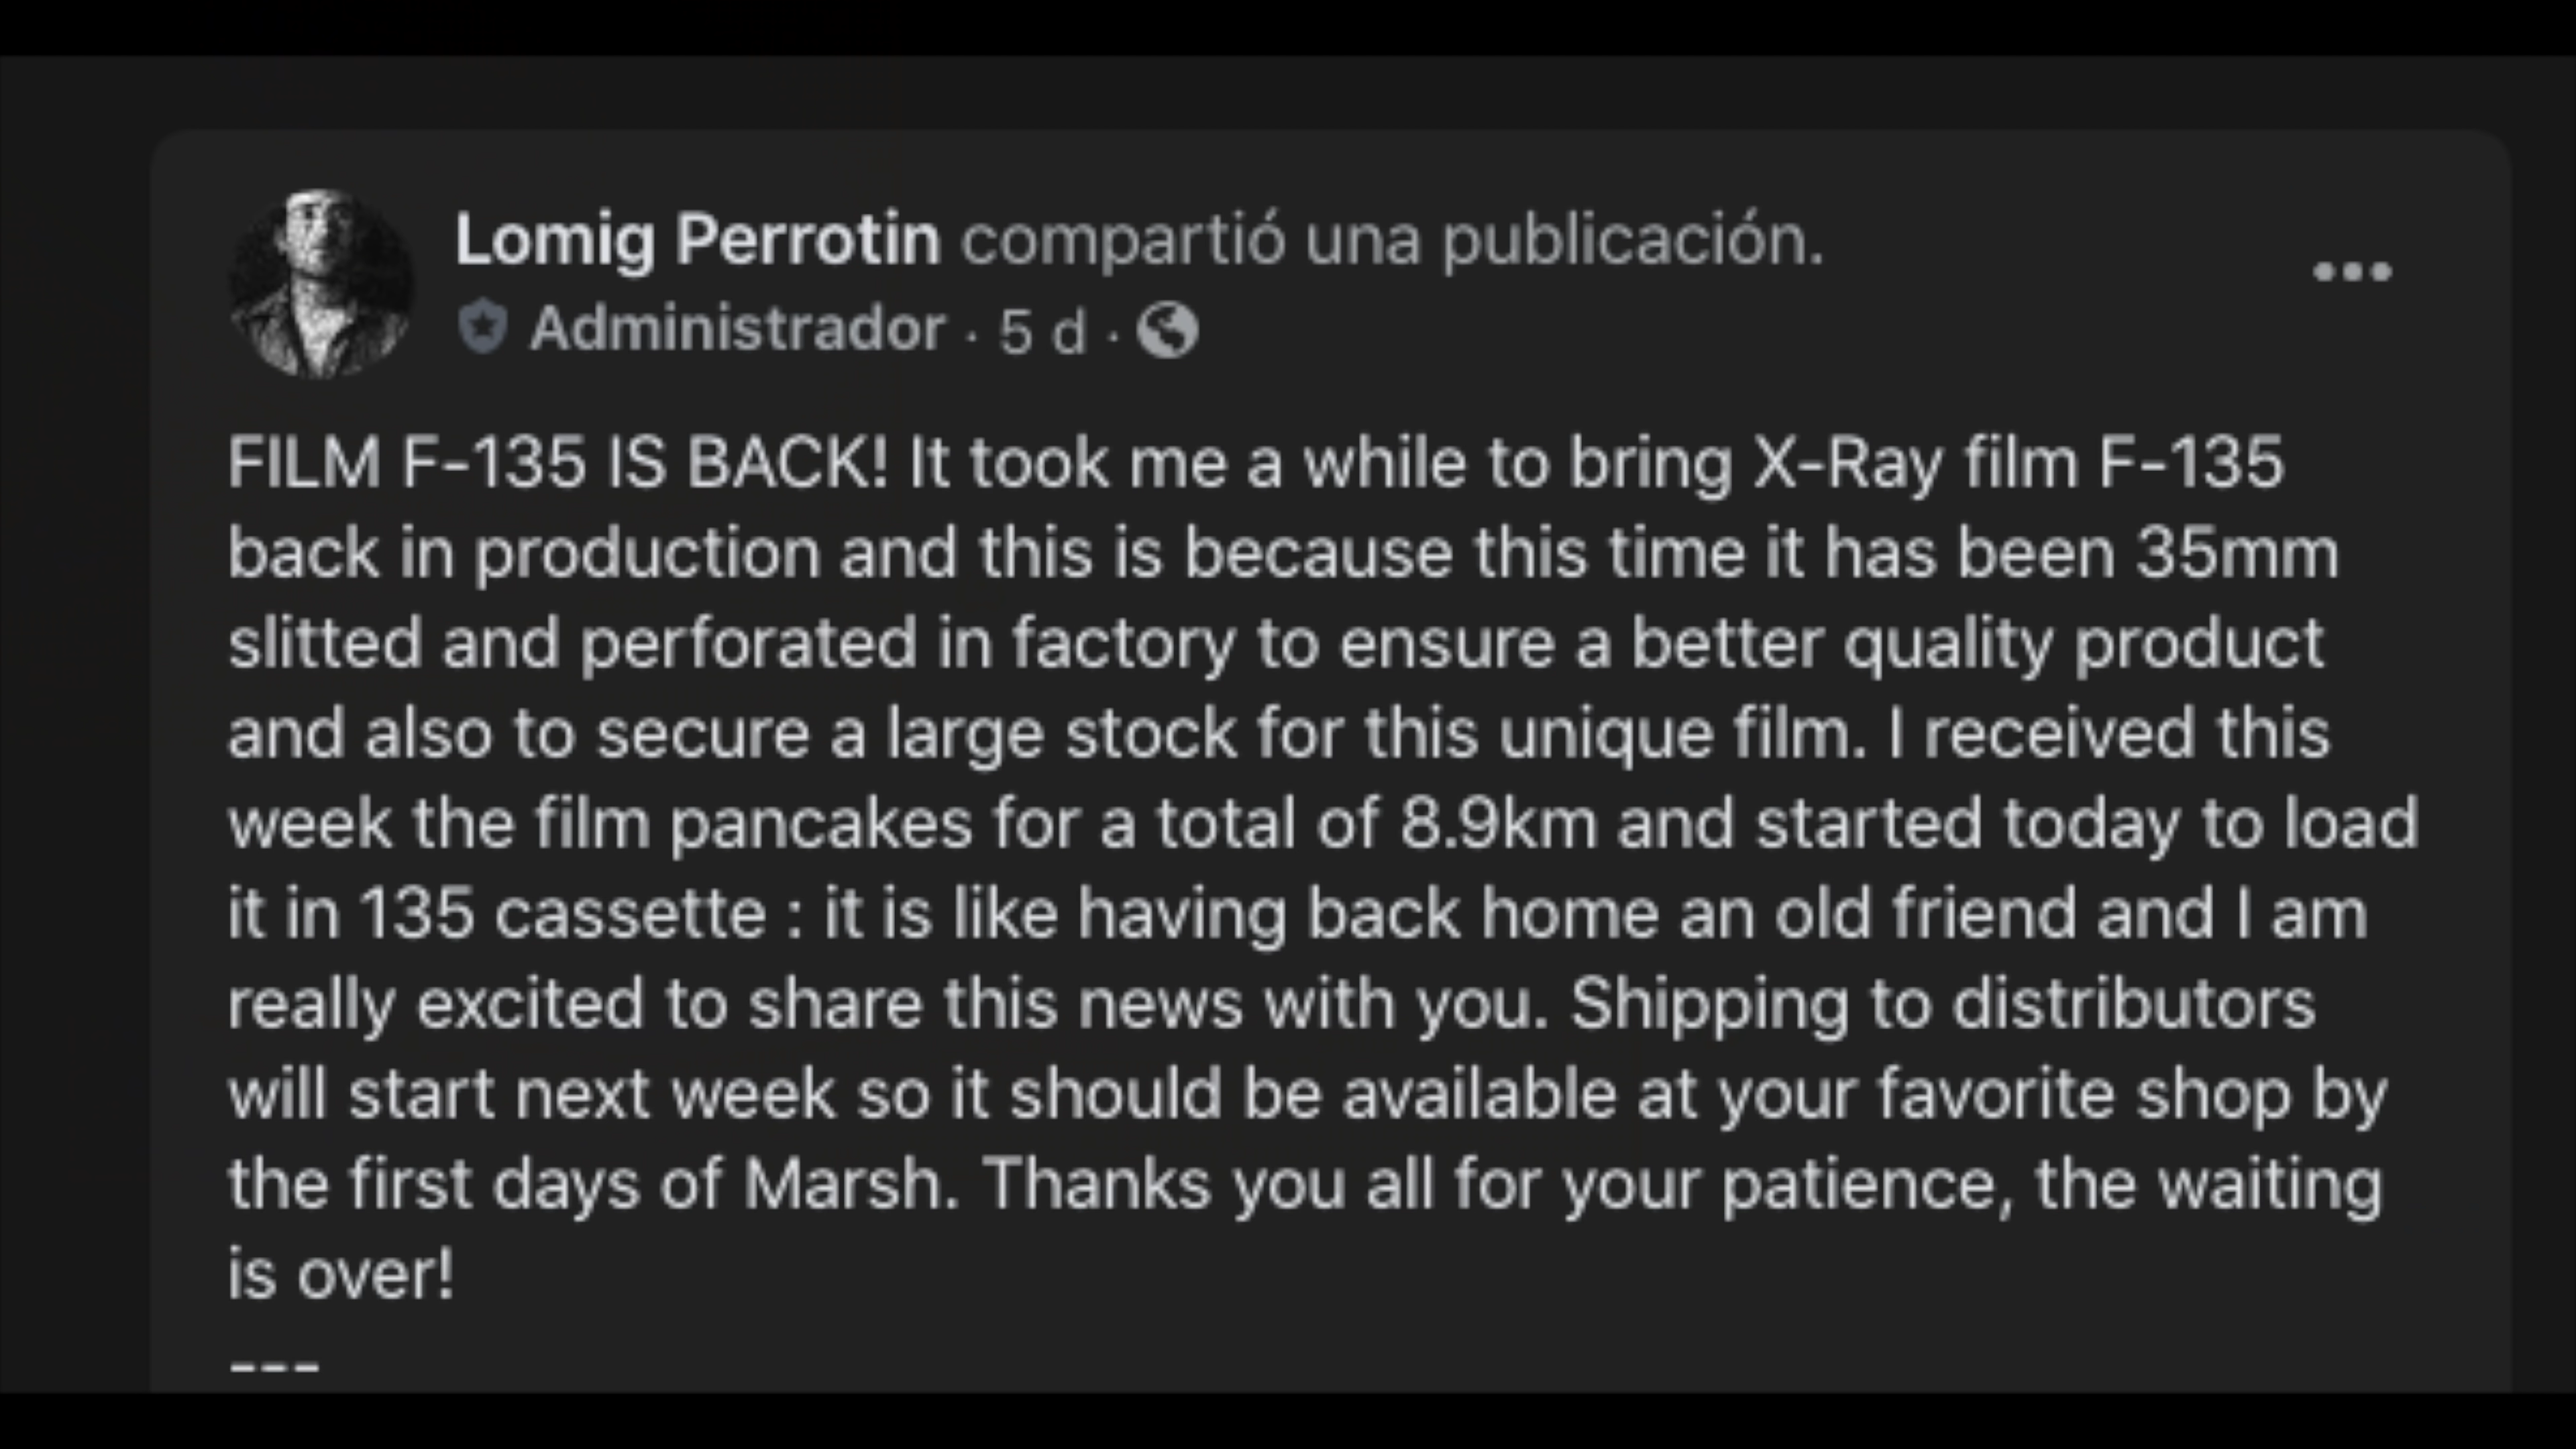 Lomig Perrotin compartió una publicación.
Administrador · 5 d ·
FILM F-135 IS BACK! It took me a while to bring X-Ray film F-135
back in production and this is because this time it has been 35mm
slitted and perforated in factory to ensure a better quality product
and also to secure a large stock for this unique film. I received this
week the film pancakes for a total of 8.9km and started today to load
it in 135 cassette : it is like having back home an old friend and I am
really excited to share this news with you. Shipping to distributors
will start next week so it should be available at your favorite shop by
the first days of Marsh. Thanks you all for your patience, the waiting
is over!
---